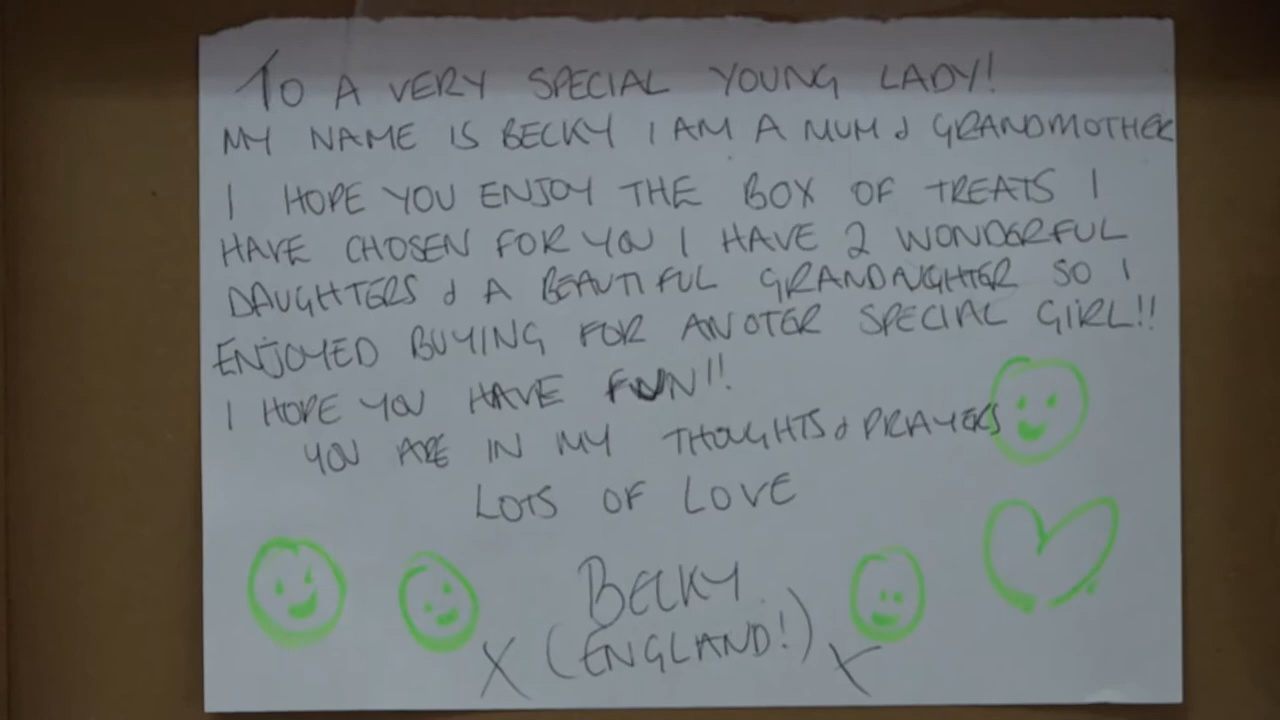 TO A VERY SPECIAL YOUNG LADY!
MY NAME IS BECKY I AM A MUM & GRANDMOTHER
I HOPE YOU ENJOY THE BOX OF TREATS I
HAVE CHOSEN FOR YOU I HAVE 2 WONDERFUL
DAUGHTERS & A BEAUTIFUL GRANDAUGHTER SO I
ENJOYED BUYING FOR ANOTER SPECIAL GIRL!!
I HOPE YOU HAVE FUN!!
YOU ARE IN MY THOUGHTS & PRAYERS
LOTS OF LOVE
BECKY
X (ENGLAND!) X